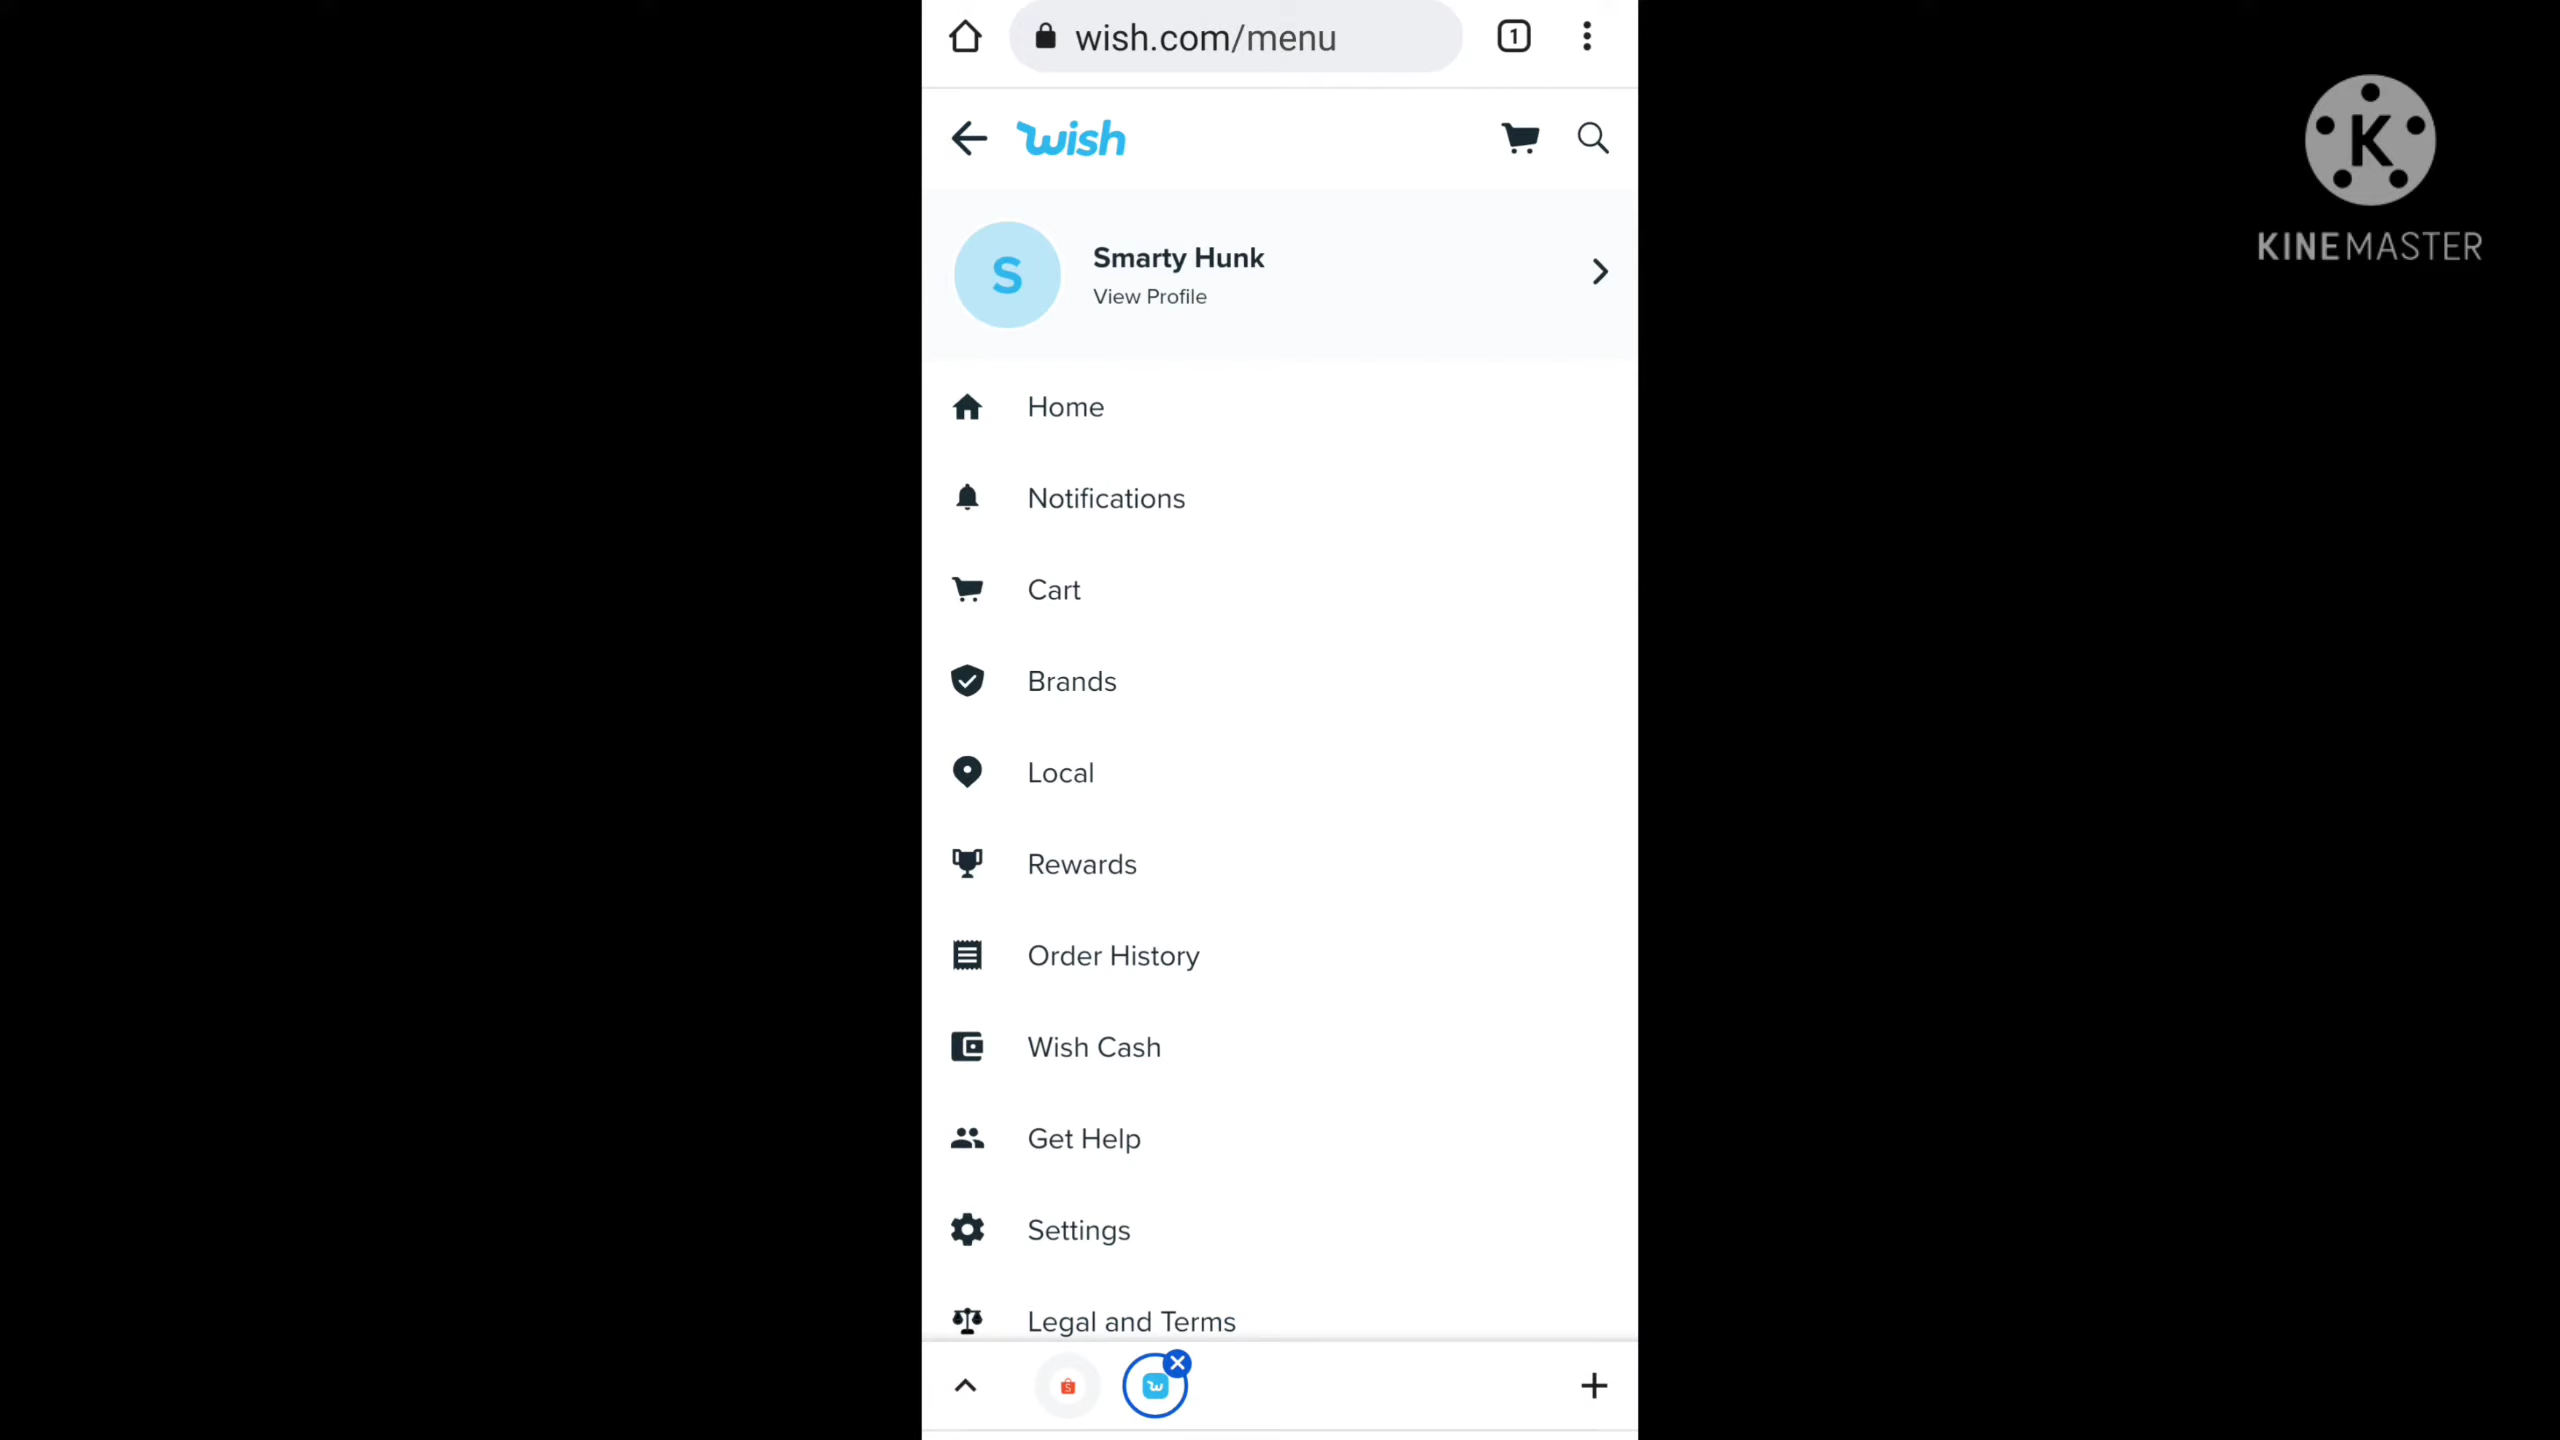 wish.com/menu
1
wish
S
Smarty Hunk
View Profile
Home
Notifications
Cart
Brands
Local
Rewards
Order History
Wish Cash
Get Help
Settings
Legal and Terms
K
KINEMASTER